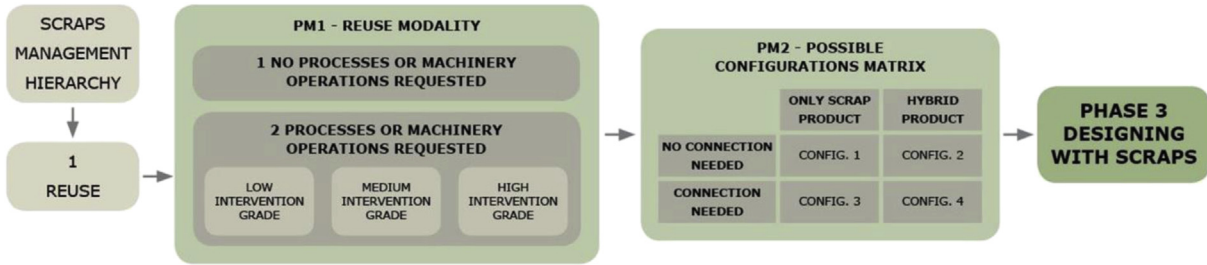 SCRAPS
MANAGEMENT
HIERARCHY
1
REUSE
PM1 - REUSE MODALITY
1 NO PROCESSES OR MACHINERY
OPERATIONS REQUESTED
2 PROCESSES OR MACHINERY
OPERATIONS REQUESTED
LOW
INTERVENTION
GRADE
MEDIUM
INTERVENTION
GRADE
HIGH
INTERVENTION
GRADE
PM2 - POSSIBLE
CONFIGURATIONS MATRIX
ONLY SCRAP
PRODUCT
HYBRID
PRODUCT
NO CONNECTION
NEEDED
CONFIG. 1
CONFIG. 2
CONNECTION
NEEDED
CONFIG. 3
CONFIG. 4
PHASE 3
DESIGNING
WITH SCRAPS